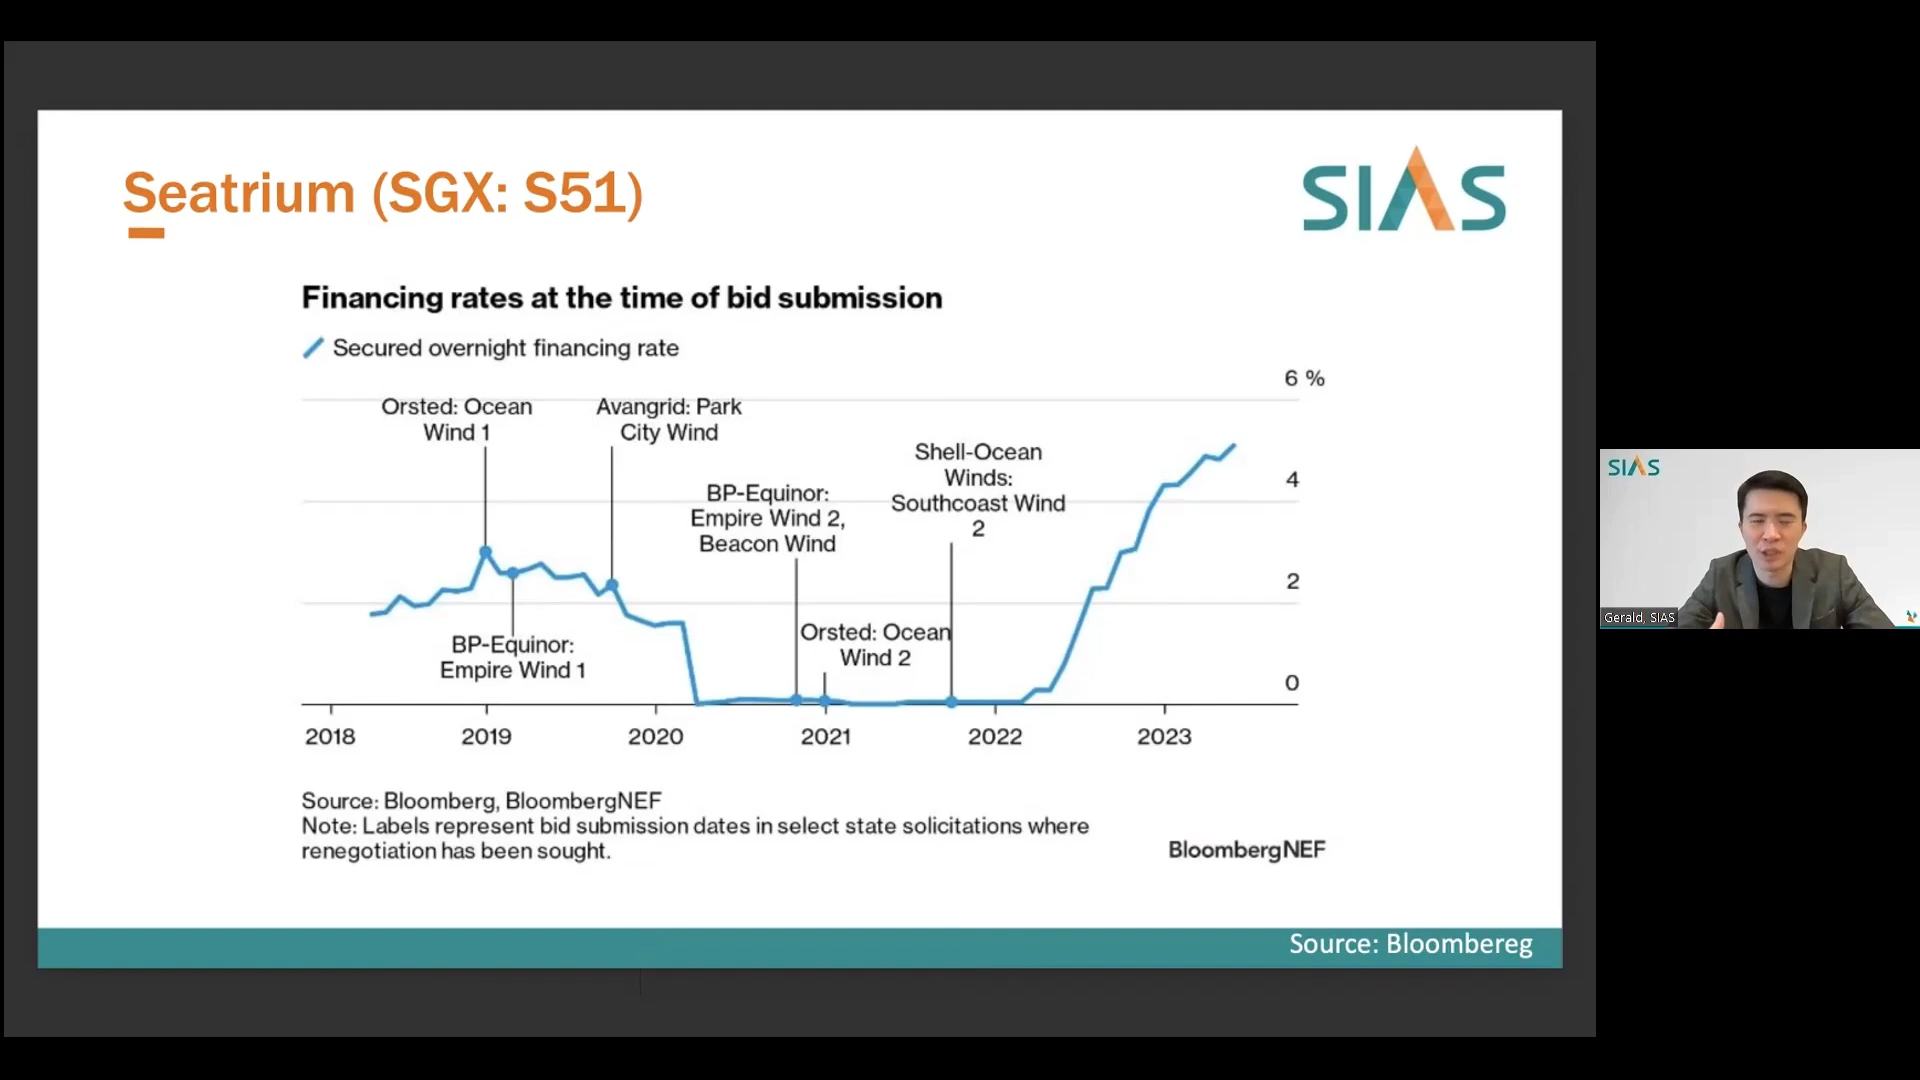 Seatrium (SGX: S51)
SIAS
Financing rates at the time of bid submission
Secured overnight financing rate
6 %
Orsted: Ocean
Wind 1
Avangrid: Park
City Wind
Shell-Ocean
Winds:
Southcoast Wind
2
4
BP-Equinor:
Empire Wind 2,
Beacon Wind
2
Orsted: Ocean
Wind 2
BP-Equinor:
Empire Wind 1
0
2018
2019
2020
2021
2022
2023
Source: Bloomberg, BloombergNEF
Note: Labels represent bid submission dates in select state solicitations where
renegotiation has been sought.
BloombergNEF
Source: Bloombereg
SIAS
Gerald, SIAS